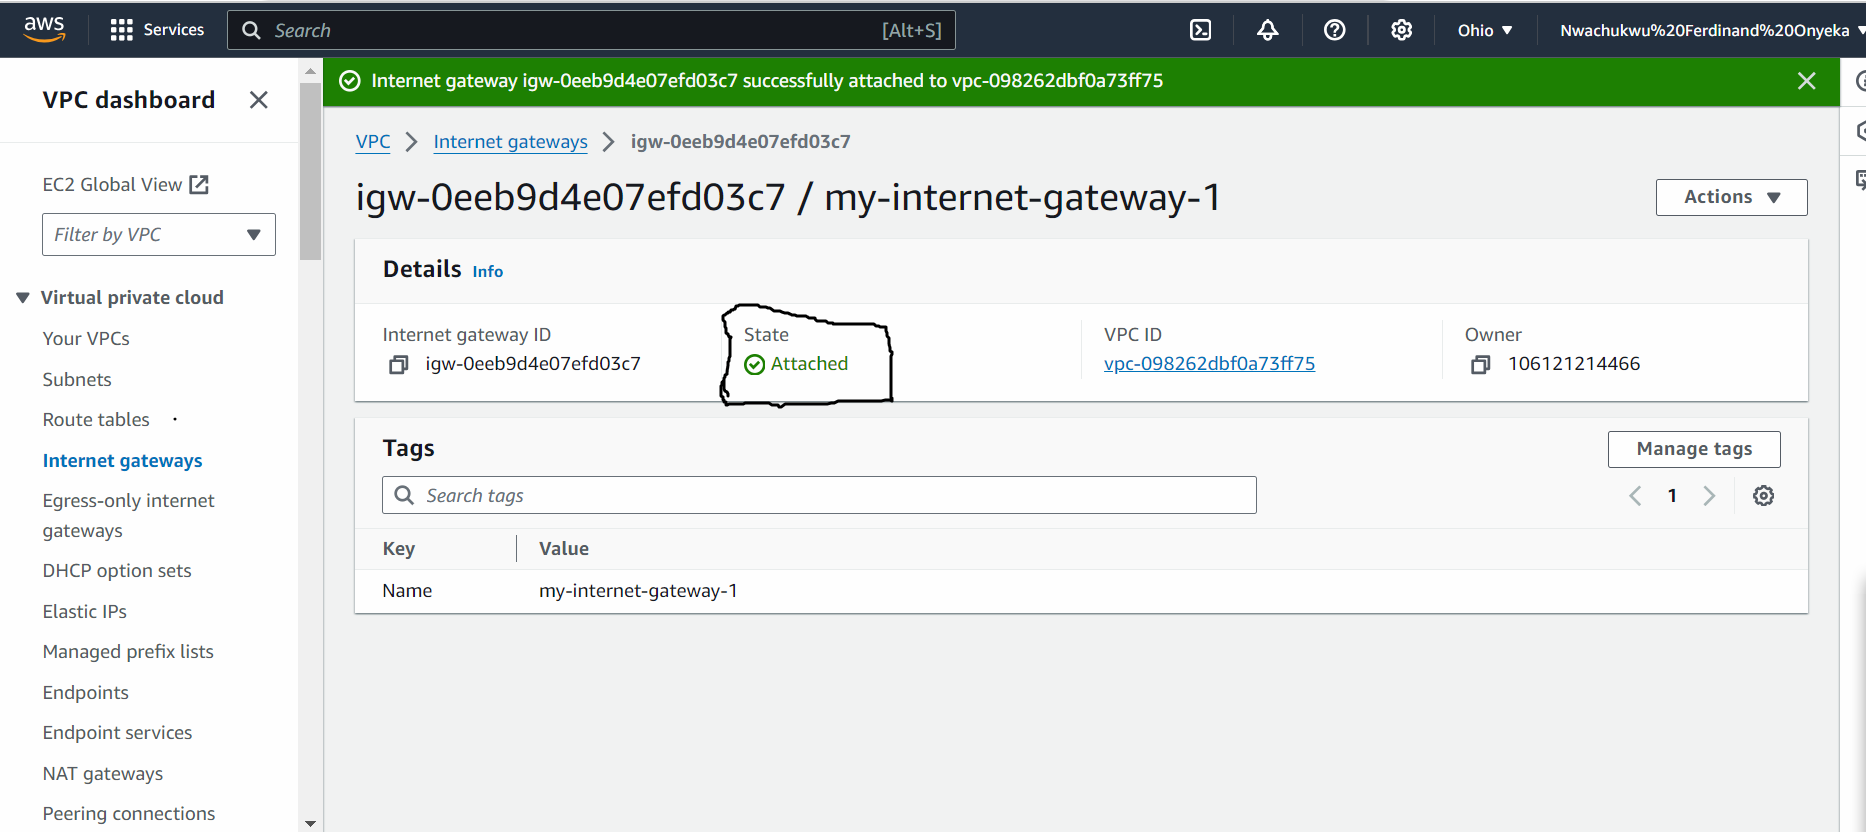 aws
Services
Search
[Alt+S]
Ohio
Nwachukwu%20Ferdinand%20Onyeka
VPC dashboard
EC2 Global View
Filter by VPC
Virtual private cloud
Your VPCs
Subnets
Route tables
Internet gateways
Egress-only internet
gateways
DHCP option sets
Elastic IPs
Managed prefix lists
Endpoints
Endpoint services
NAT gateways
Peering connections
Internet gateway igw-0eeb9d4e07efd03c7 successfully attached to vpc-098262dbf0a73ff75
VPC
Internet gateways
igw-0eeb9d4e07efd03c7
igw-0eeb9d4e07efd03c7 / my-internet-gateway-1
Actions
Details Info
Internet gateway ID
igw-0eeb9d4e07efd03c7
State
Attached
VPC ID
vpc-098262dbf0a73ff75
Owner
106121214466
Tags
Manage tags
Search tags
1
Key
Value
Name
my-internet-gateway-1